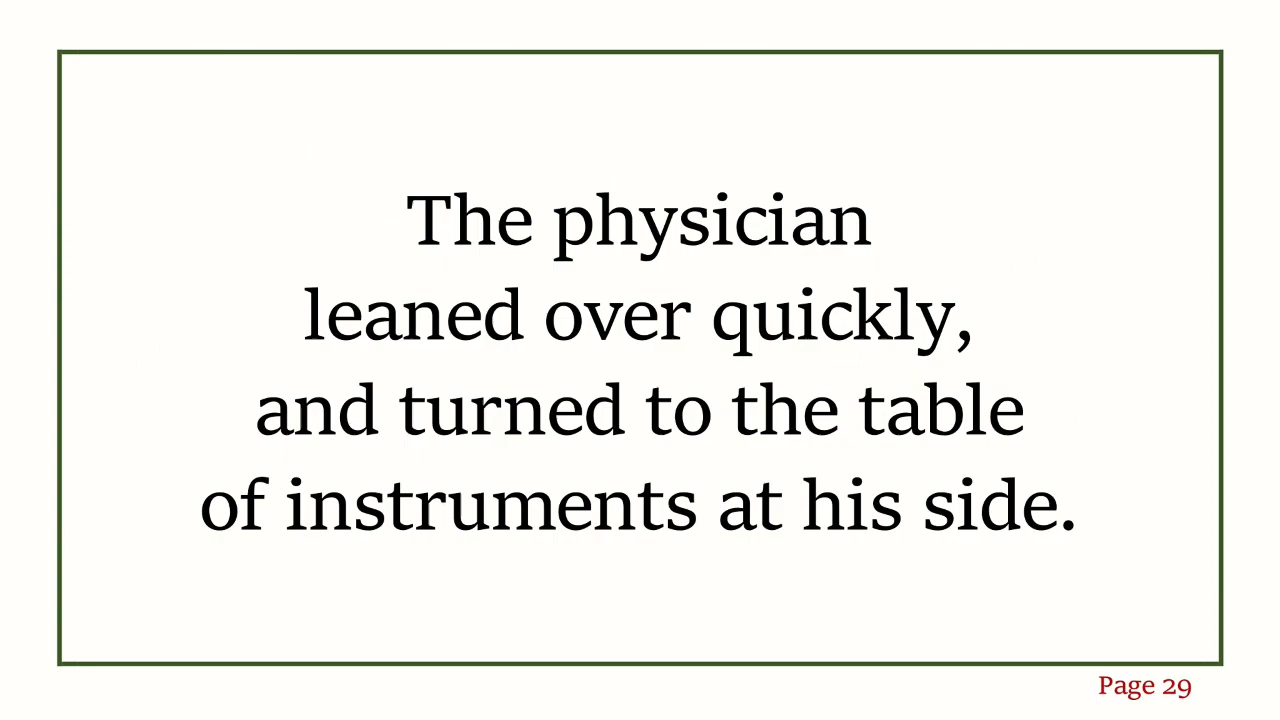 The physician
leaned over quickly,
and turned to the table
of instruments at his side.
Page 29